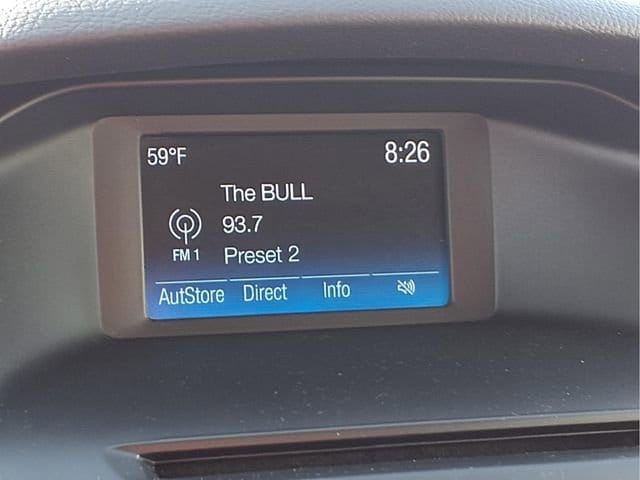 59°F 8:26
The BULL
93.7
FM 1 Preset 2
AutStore Direct Info